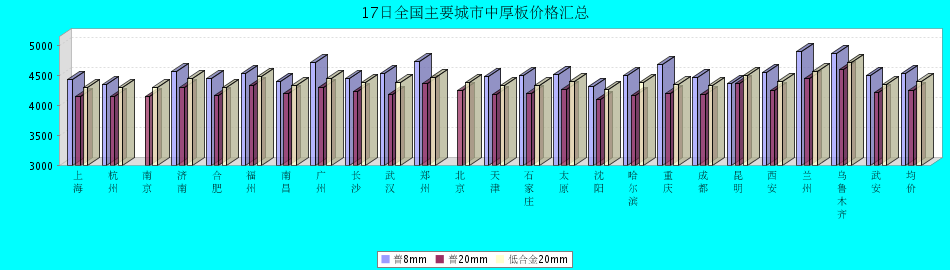 17日全国主要城市中厚板价格汇总
5000
4500
4000
3500
3000
上海
杭州
南京
济南
合肥
福州
南昌
广州
长沙
武汉
郑州
北京
天津
石家庄
太原
沈阳
哈尔滨
重庆
成都
昆明
西安
兰州
乌鲁木齐
武安
均价
普8mm 普20mm 低合金20mm